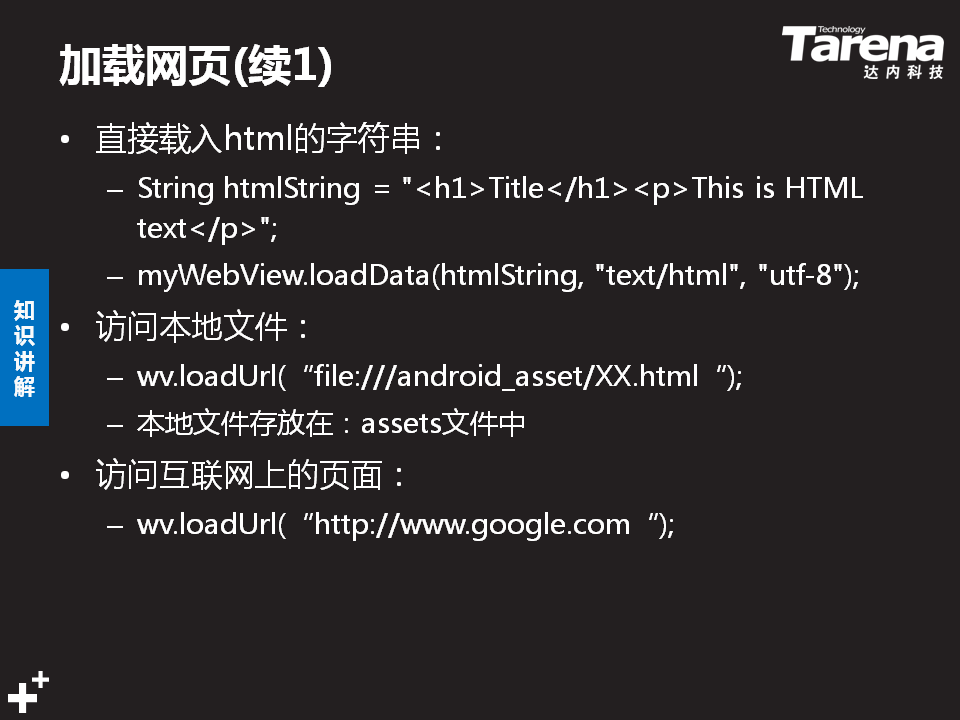 加载网页(续1)
Technology
Tarena
达内科技
• 直接载入html的字符串：
– String htmlString = "<h1>Title</h1><p>This is HTML
text</p>";
– myWebView.loadData(htmlString, "text/html", "utf-8");
• 访问本地文件：
– wv.loadUrl( “file:///android_asset/XX.html “);
– 本地文件存放在：assets文件中
• 访问互联网上的页面：
– wv.loadUrl( “http://www.google.com “);
知
识
讲
解